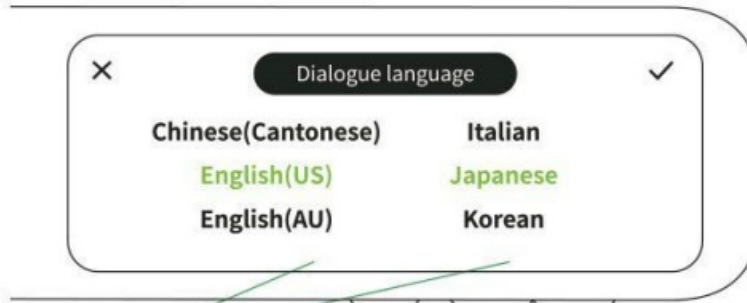 Dialogue language
Chinese(Cantonese) Italian
English(US) Japanese
English(AU) Korean